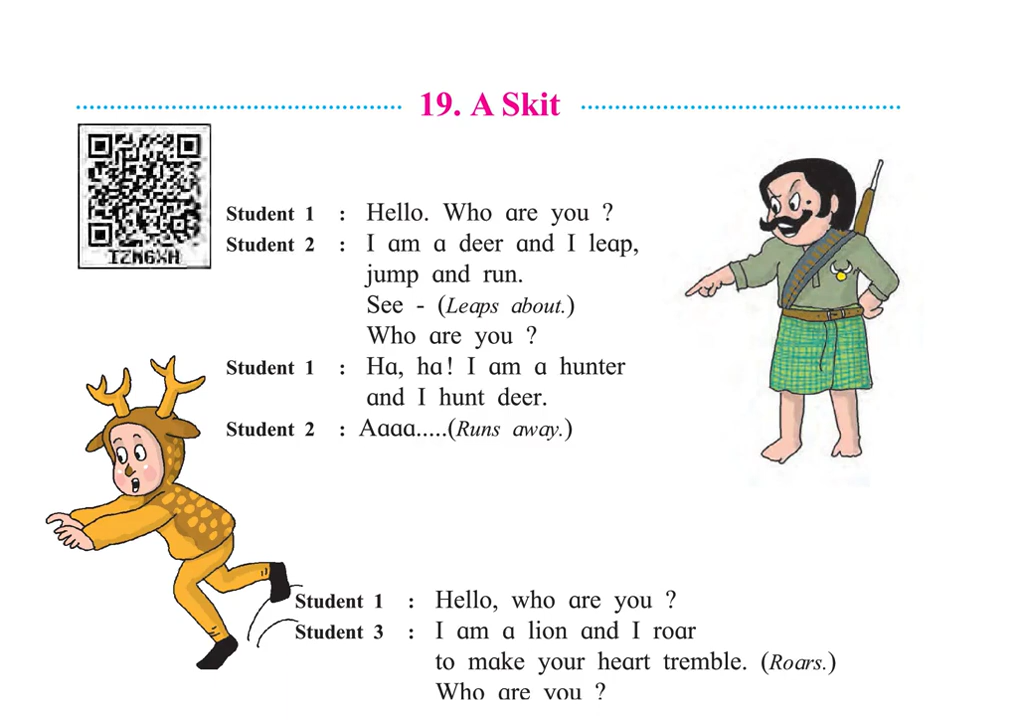 19. A Skit
IZN6XH
Student 1 : Hello. Who are you ?
Student 2 : I am a deer and I leap,
jump and run.
See - (Leaps about.)
Who are you ?
Student 1 : Ha, ha! I am a hunter
and I hunt deer.
Student 2 : Aaaa.....(Runs away.)
Student 1 : Hello, who are you ?
Student 3 : I am a lion and I roar
to make your heart tremble. (Roars.)
Who are you ?